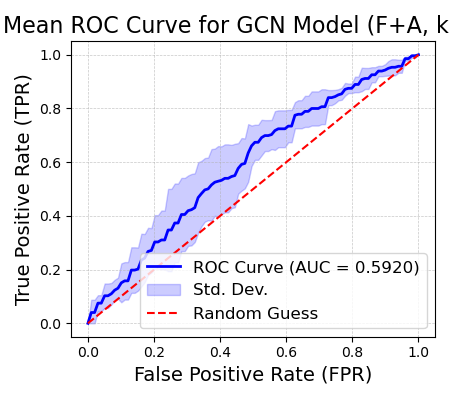 Mean ROC Curve for GCN Model (F+A, k
True Positive Rate (TPR)
1.0
0.8
0.6
0.4
0.2
0.0
ROC Curve (AUC = 0.5920)
Std. Dev.
Random Guess
0.0 0.2 0.4 0.6 0.8 1.0
False Positive Rate (FPR)